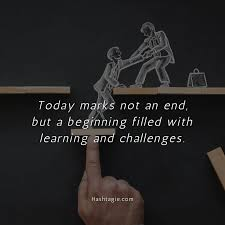 Today marks not an end,
but a beginning filled with
learning and challenges.
Hashtagie.com